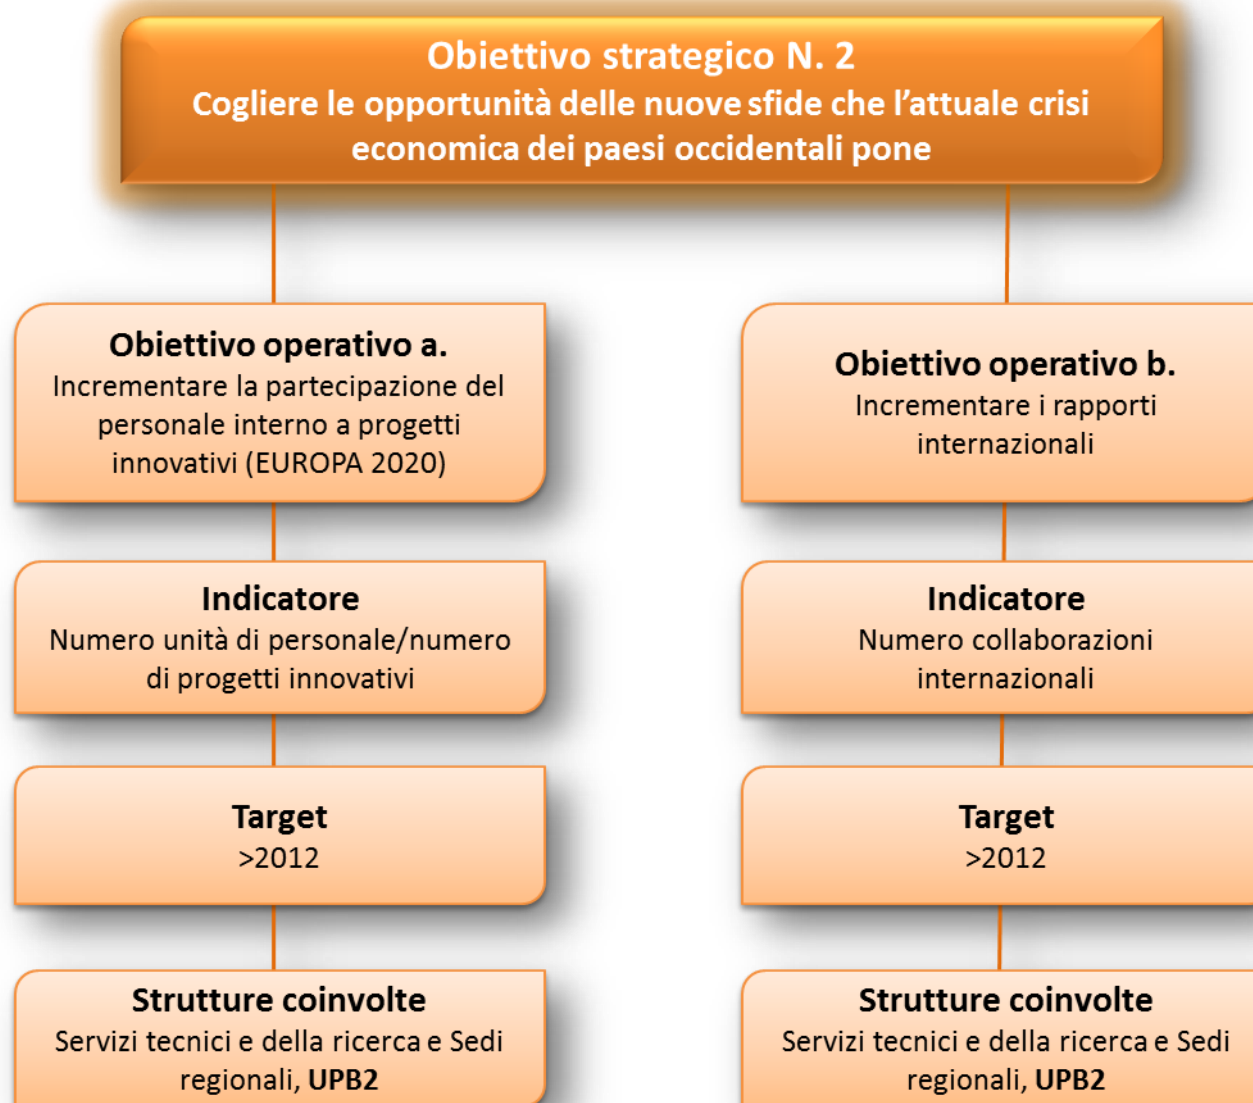 Obiettivo strategico N. 2
Cogliere le opportunità delle nuove sfide che l’attuale crisi
economica dei paesi occidentali pone
Obiettivo operativo a.
Incrementare la partecipazione del
personale interno a progetti
innovativi (EUROPA 2020)
Indicatore
Numero unità di personale/numero
di progetti innovativi
Target
>2012
Strutture coinvolte
Servizi tecnici e della ricerca e Sedi
regionali, UPB2
Obiettivo operativo b.
Incrementare i rapporti
internazionali
Indicatore
Numero collaborazioni
internazionali
Target
>2012
Strutture coinvolte
Servizi tecnici e della ricerca e Sedi
regionali, UPB2